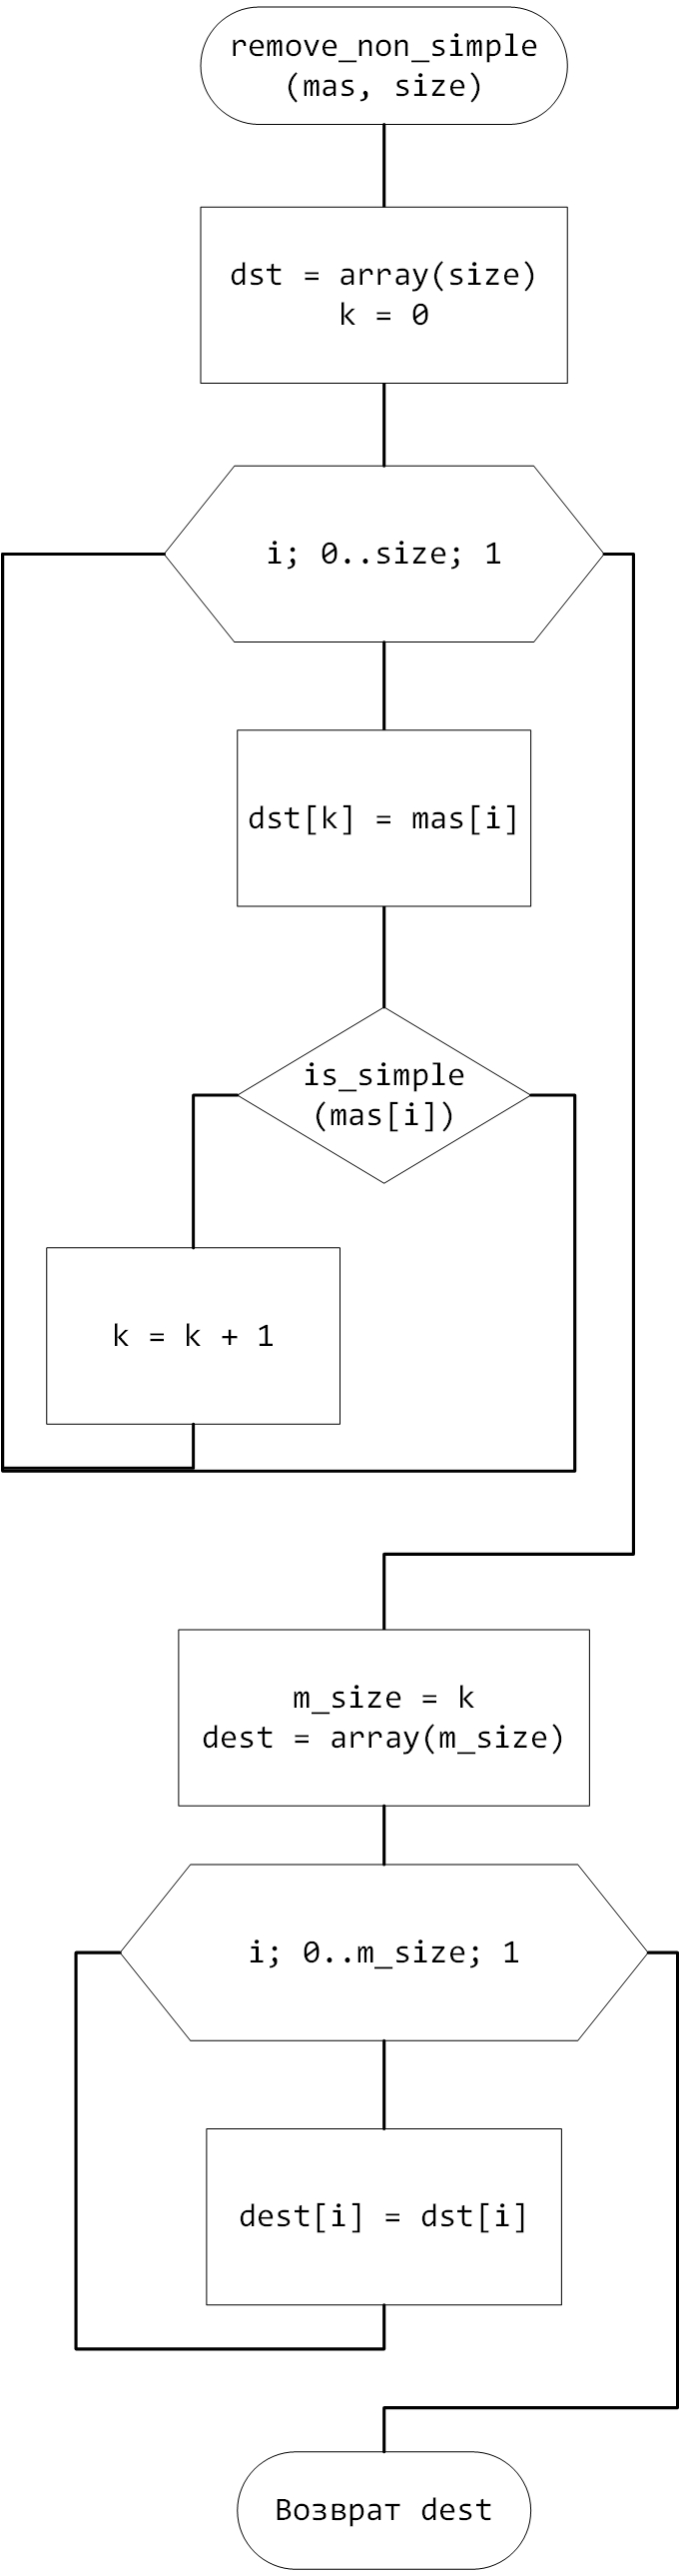 remove_non_simple
(mas, size)
dst = array(size)
k = 0
i; 0..size; 1
dst[k] = mas[i]
is_simple
(mas[i])
k = k + 1
m_size = k
dest = array(m_size)
i; 0..m_size; 1
dest[i] = dst[i]
Возврат dest